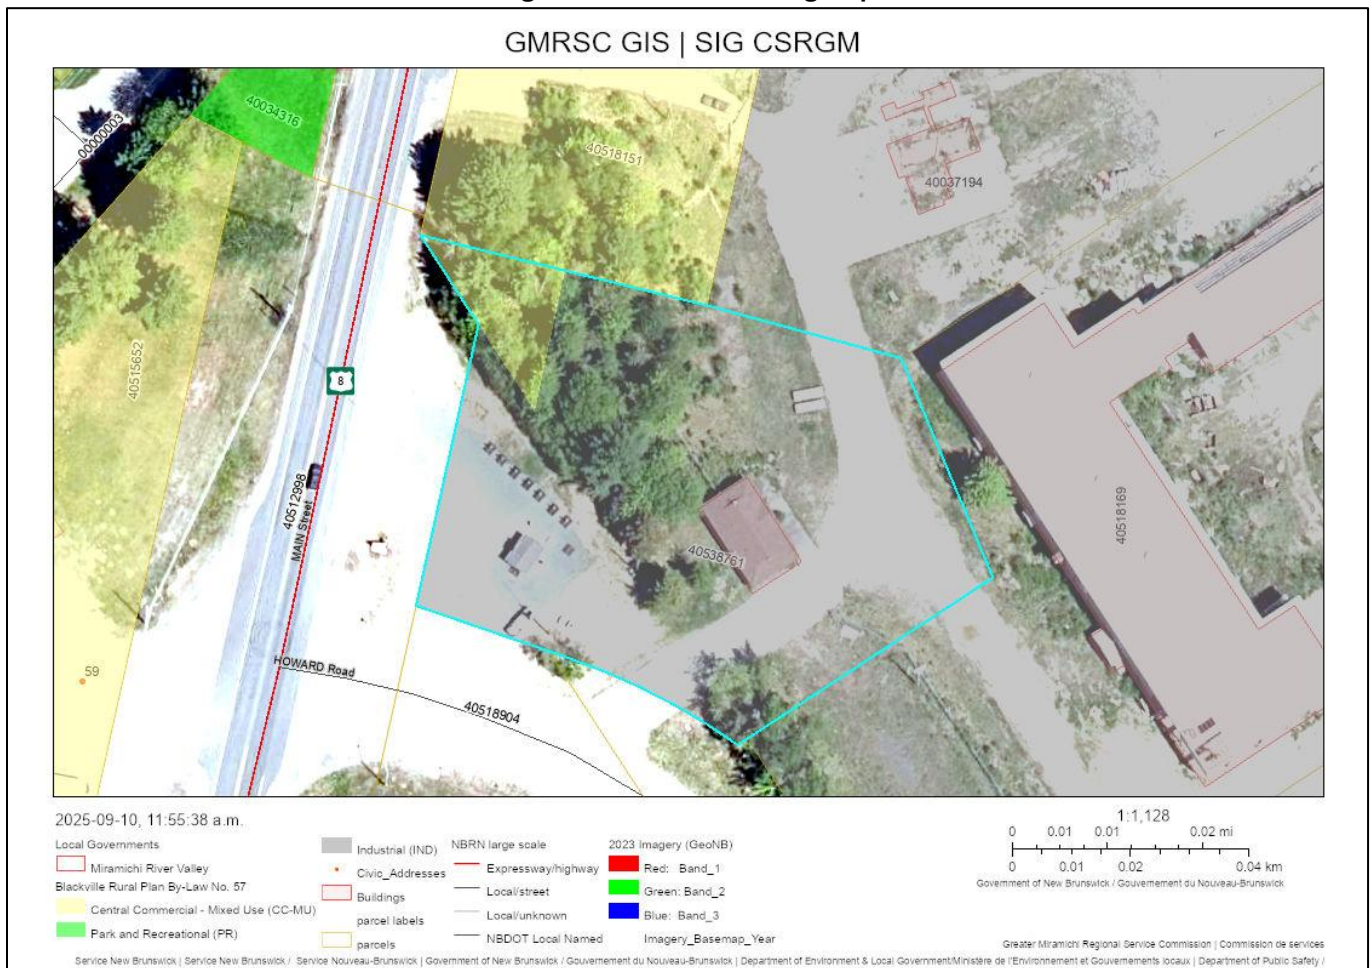 GMRSC GIS | SIG CSRGM
40034316
00000003
40518151
40037194
40515652
8
40512998
MAIN Street
40538761
40518169
59
HOWARD Road
40518904
2025-09-10, 11:55:38 a.m.
Local Governments
Miramichi River Valley
Blackville Rural Plan By-Law No. 57
Central Commercial - Mixed Use (CC-MU)
Park and Recreational (PR)
Industrial (IND)
Civic_Addresses
Buildings
parcel labels
parcels
NBRN large scale
Expressway/highway
Local/street
Local/unknown
NBDOT Local Named
2023 Imagery (GeoNB)
Red: Band_1
Green: Band_2
Blue: Band_3
Imagery_Basemap_Year
1:1,128
0 0.01 0.01 0.02 mi
0 0.01 0.02 0.04 km
Government of New Brunswick / Gouvernement du Nouveau-Brunswick
Greater Miramichi Regional Service Commission | Commission de services
Service New Brunswick | Service New Brunswick / Service Nouveau-Brunswick | Government of New Brunswick / Gouvernement du Nouveau-Brunswick | Department of Environment & Local Government/Ministère de l'Environnement et Gouvernements locaux | Department of Public Safety /